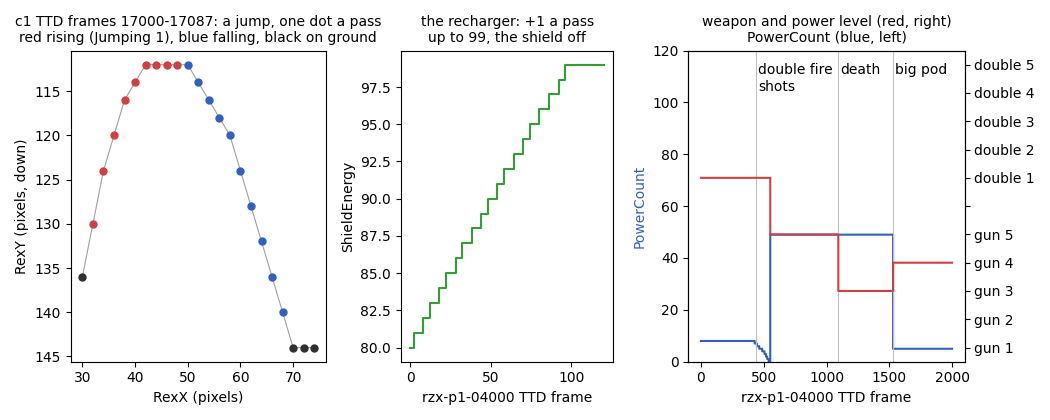 c1 TTD frames 17000-17087: a jump, one dot a pass
red rising (Jumping 1), blue falling, black on ground
115
120
125
130
135
140
145
RexY (pixels, down)
30
40
50
60
70
RexX (pixels)
the recharger: +1 a pass
up to 99, the shield off
97.5
95.0
92.5
90.0
87.5
85.0
82.5
80.0
ShieldEnergy
0
50
100
rzx-p1-04000 TTD frame
weapon and power level (red, right)
PowerCount (blue, left)
120
100
80
60
40
20
0
PowerCount
double fire
shots
death
big pod
double 5
double 4
double 3
double 2
double 1
gun 5
gun 4
gun 3
gun 2
gun 1
0
500
1000
1500
2000
rzx-p1-04000 TTD frame